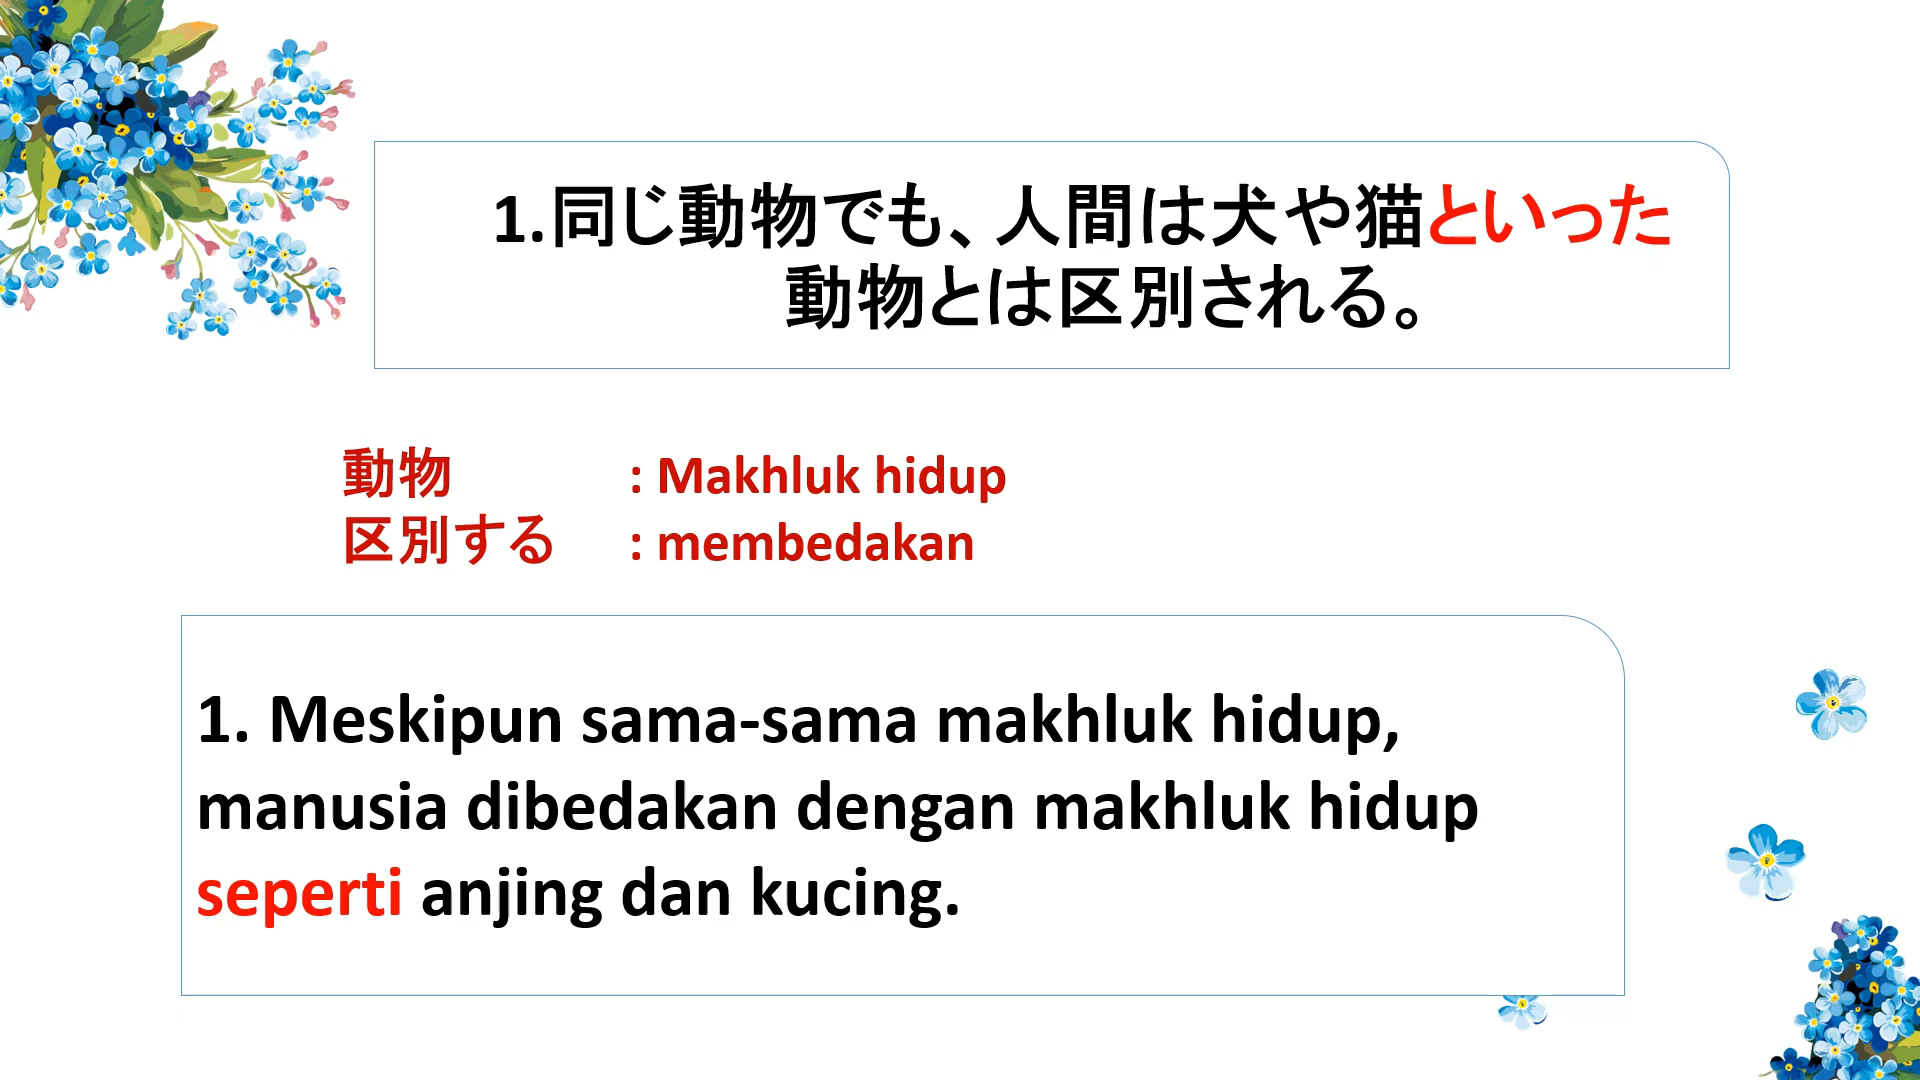 1.同じ動物でも、人間は犬や猫といった
動物とは区別される。
動物 : Makhluk hidup
区別する : membedakan
1. Meskipun sama-sama makhluk hidup,
manusia dibedakan dengan makhluk hidup
seperti anjing dan kucing.